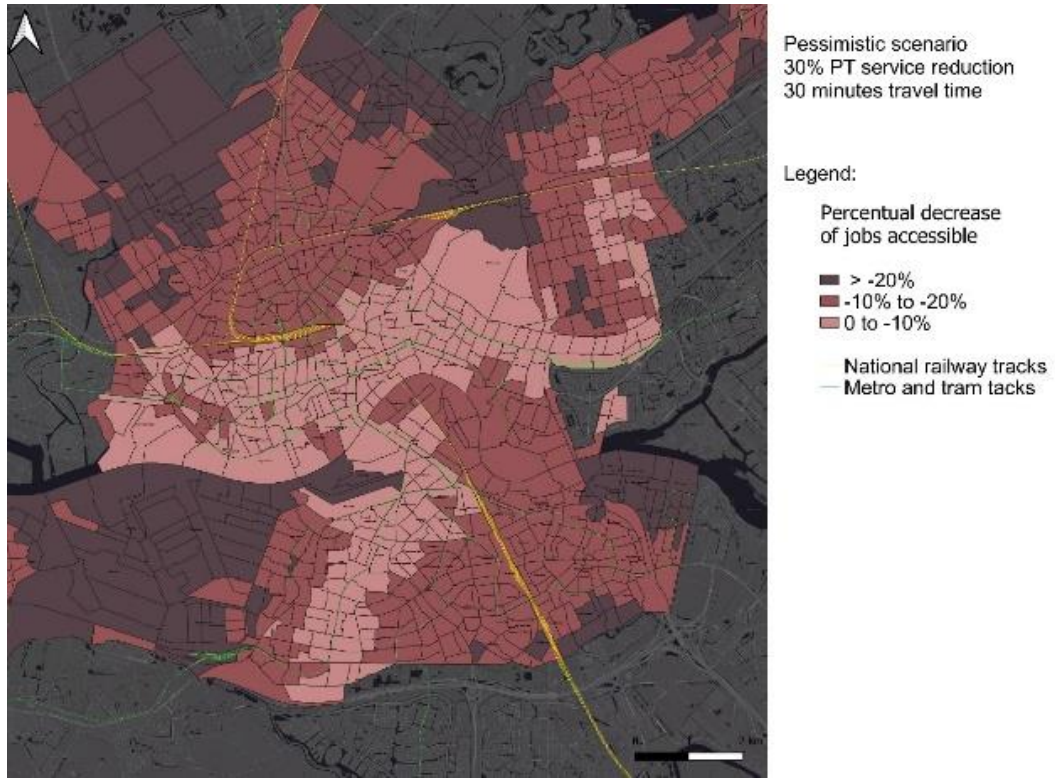 Pessimistic scenario
30% PT service reduction
30 minutes travel time
Legend:
Percentual decrease
of jobs accessible
> -20%
-10% to -20%
0 to -10%
National railway tracks
Metro and tram tacks
km